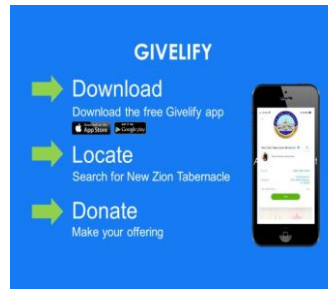 GIVELIFY
Download
Download the free Givelify app
App Store
Google play
Locate
Search for New Zion Tabernacle
Donate
Make your offering